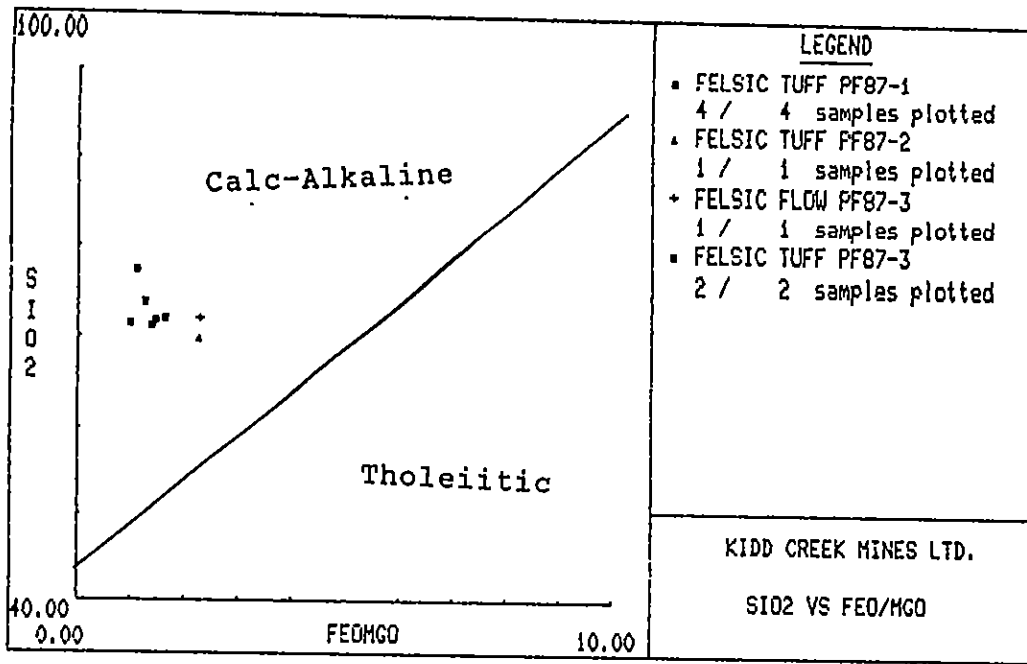 100.00
Calc-Alkaline
SIO2
Tholeiitic
40.00
0.00
FEOMGO
10.00
LEGEND
▪ FELSIC TUFF PF87-1
4 / 4 samples plotted
▴ FELSIC TUFF PF87-2
1 / 1 samples plotted
+ FELSIC FLOW PF87-3
1 / 1 samples plotted
▪ FELSIC TUFF PF87-3
2 / 2 samples plotted
KIDD CREEK MINES LTD.
SIO2 VS FEO/MGO